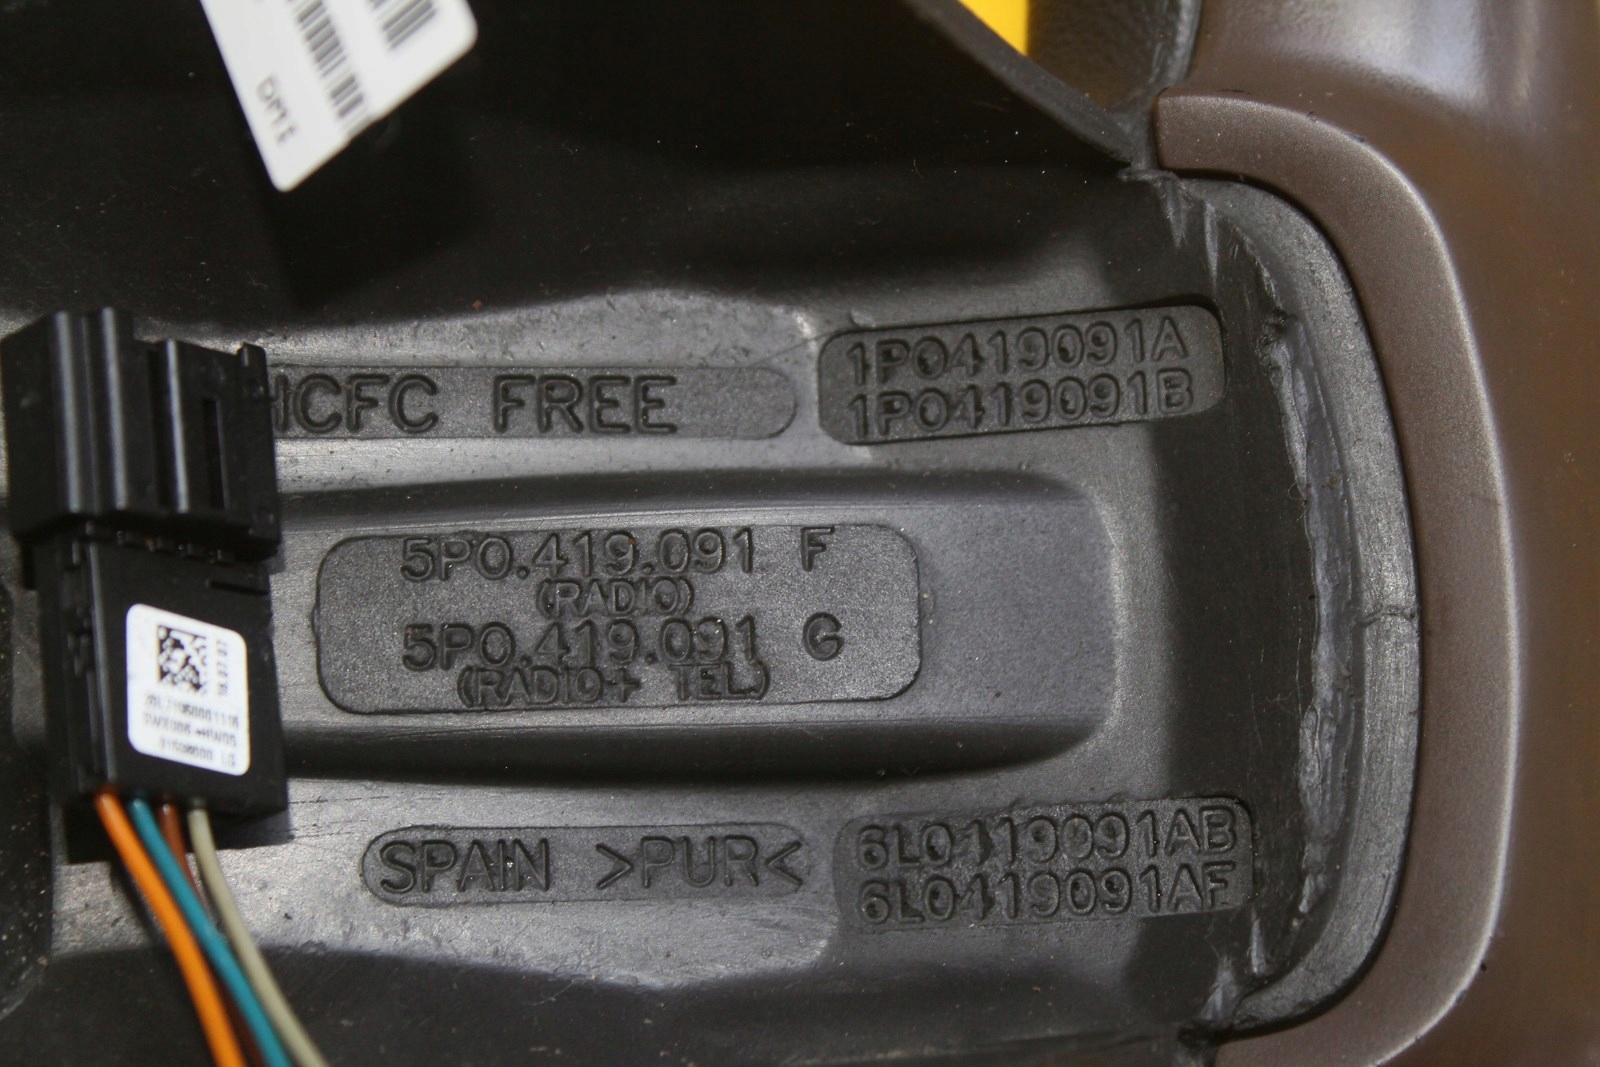 HCFC FREE
1P0419091A
1P0419091B
5P0.419.091 F
(RADIO)
5P0.419.091 G
(RADIO+ TEL)
SPAIN >PUR<
6L0419091AB
6L0419091AF